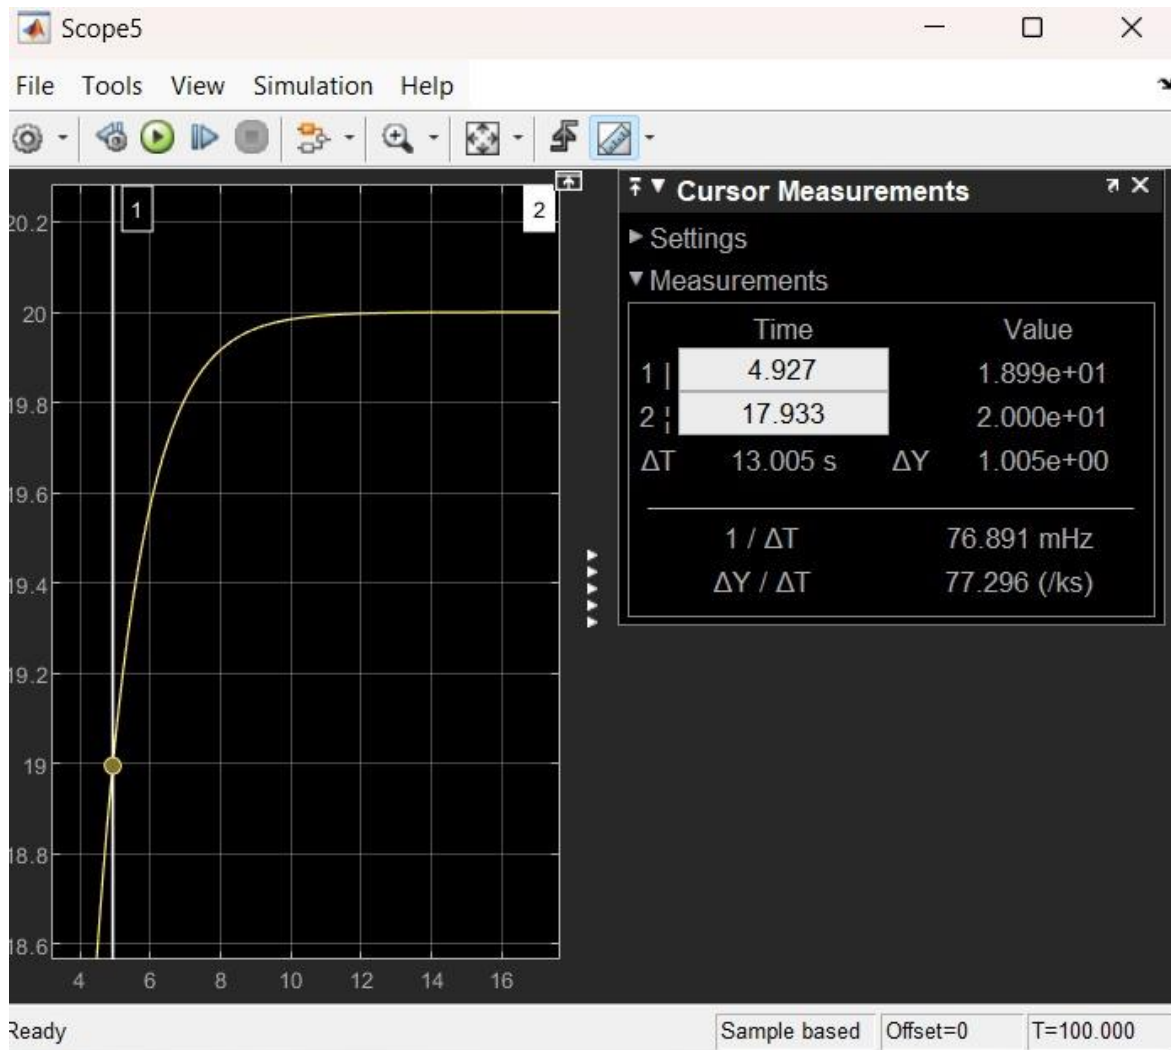 Scope5
File Tools View Simulation Help
1
2
20.2
20
19.8
19.6
19.4
19.2
19
18.8
18.6
4 6 8 10 12 14 16
Cursor Measurements
Settings
Measurements
Time Value
1 | 4.927 1.899e+01
2 ¦ 17.933 2.000e+01
ΔT 13.005 s ΔY 1.005e+00
1 / ΔT 76.891 mHz
ΔY / ΔT 77.296 (/ks)
Ready Sample based Offset=0 T=100.000